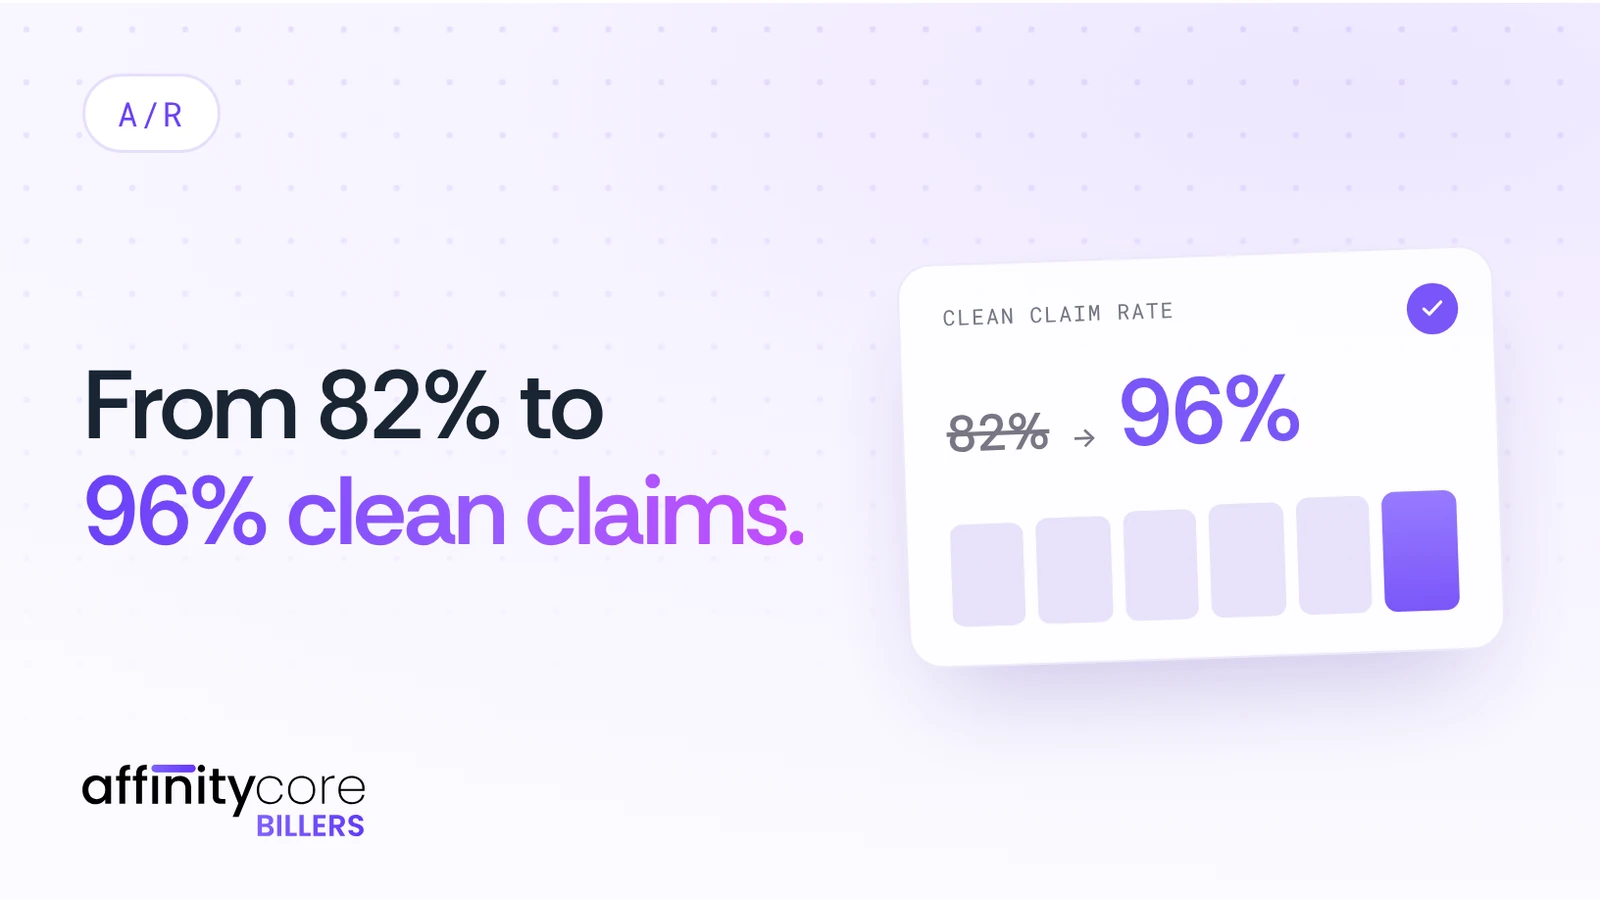 A/R
From 82% to
96% clean claims.
CLEAN CLAIM RATE
82% → 96%
affinitycore
BILLERS